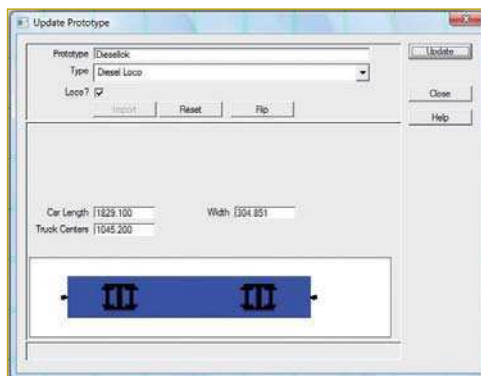 Update Prototype
Prototype Diesellok
Update
Type Diesel Loco
Loco?
Close
Import Reset Flip
Help
Car Length 1829.100 Width 304.851
Truck Centers 1045.200